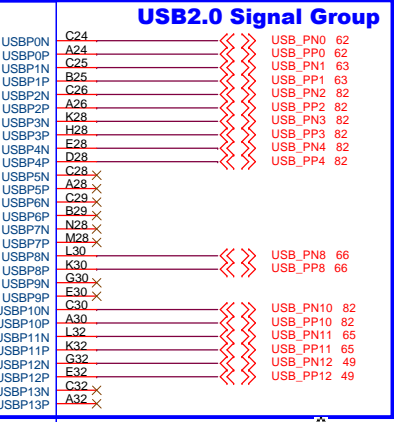 USB2.0 Signal Group
USBP0N C24 USB_PN0 62
USBP0P A24 USB_PP0 62
USBP1N C25 USB_PN1 63
USBP1P B25 USB_PP1 63
USBP2N C26 USB_PN2 82
USBP2P A26 USB_PP2 82
USBP3N K28 USB_PN3 82
USBP3P H28 USB_PP3 82
USBP4N E28 USB_PN4 82
USBP4P D28 USB_PP4 82
USBP5N C28
USBP5P A28
USBP6N C29
USBP6P B29
USBP7N N28
USBP7P M28
USBP8N L30 USB_PN8 66
USBP8P K30 USB_PP8 66
USBP9N G30
USBP9P E30
USBP10N C30 USB_PN10 82
USBP10P A30 USB_PP10 82
USBP11N L32 USB_PN11 65
USBP11P K32 USB_PP11 65
USBP12N G32 USB_PN12 49
USBP12P E32 USB_PP12 49
USBP13N C32
USBP13P A32